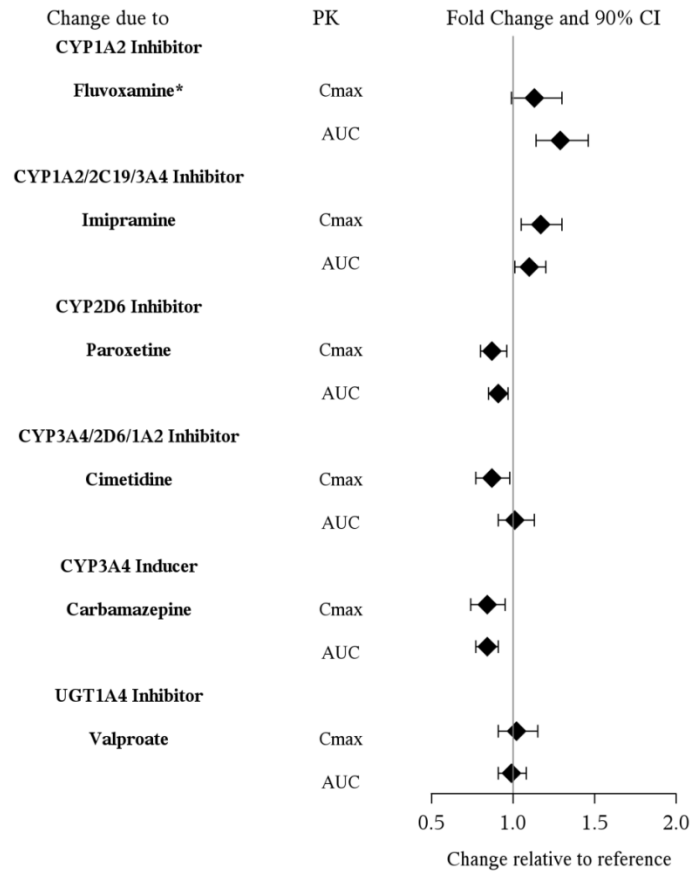 Change due to PK Fold Change and 90% CI
CYP1A2 Inhibitor
Fluvoxamine* Cmax
AUC
CYP1A2/2C19/3A4 Inhibitor
Imipramine Cmax
AUC
CYP2D6 Inhibitor
Paroxetine Cmax
AUC
CYP3A4/2D6/1A2 Inhibitor
Cimetidine Cmax
AUC
CYP3A4 Inducer
Carbamazepine Cmax
AUC
UGT1A4 Inhibitor
Valproate Cmax
AUC
0.5 1.0 1.5 2.0
Change relative to reference